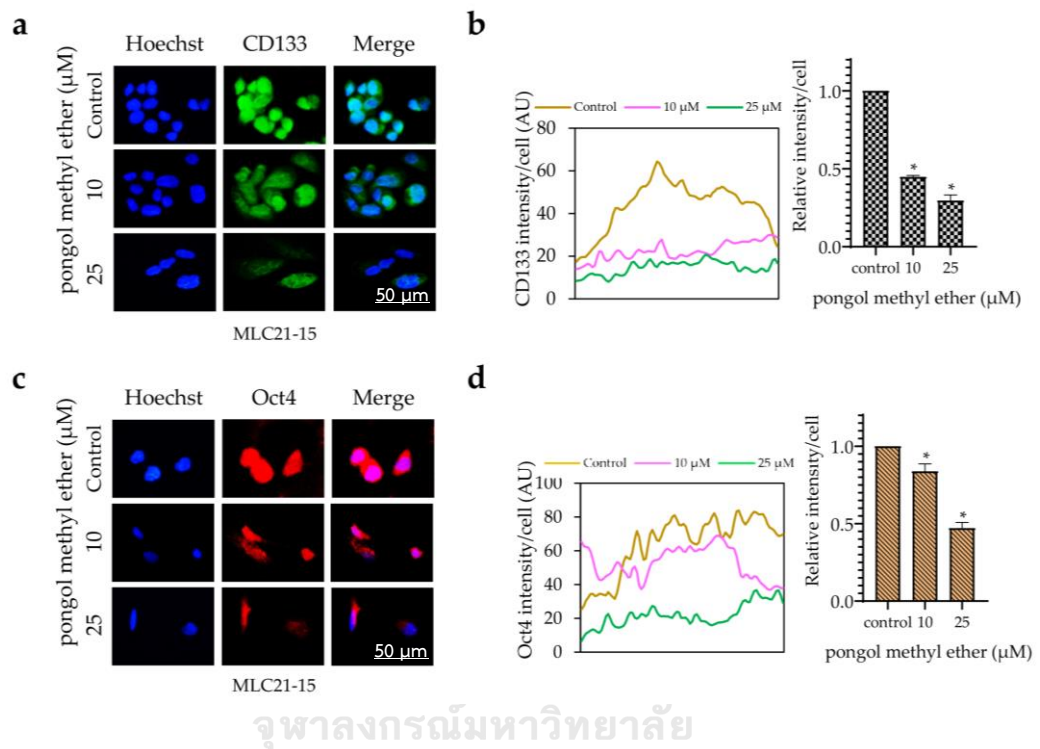 a
Hoechst CD133 Merge
pongol methyl ether (µM)
Control
10
25
50 µm
MLC21-15
b
Control 10 µM 25 µM
CD133 intensity/cell (AU)
80
60
40
20
0
Relative intensity/cell
1.0
0.5
0.0
* *
control 10 25
pongol methyl ether (µM)
c
Hoechst Oct4 Merge
pongol methyl ether (µM)
Control
10
25
50 µm
MLC21-15
d
Control 10 µM 25 µM
Oct4 intensity/cell (AU)
100
80
60
40
20
0
Relative intensity/cell
1.0
0.5
0.0
* *
control 10 25
pongol methyl ether (µM)
จุฬาลงกรณ์มหาวิทยาลัย